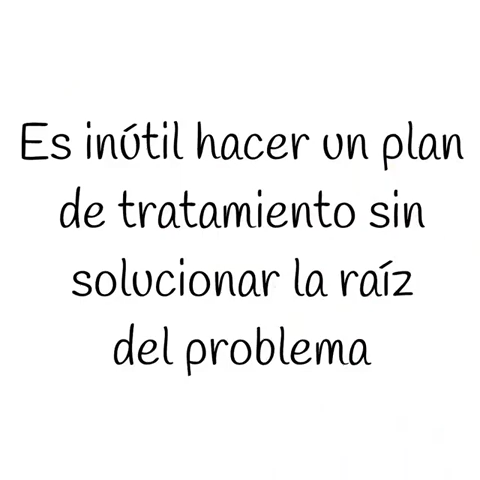 Es inútil hacer un plan
de tratamiento sin
solucionar la raíz
del problema